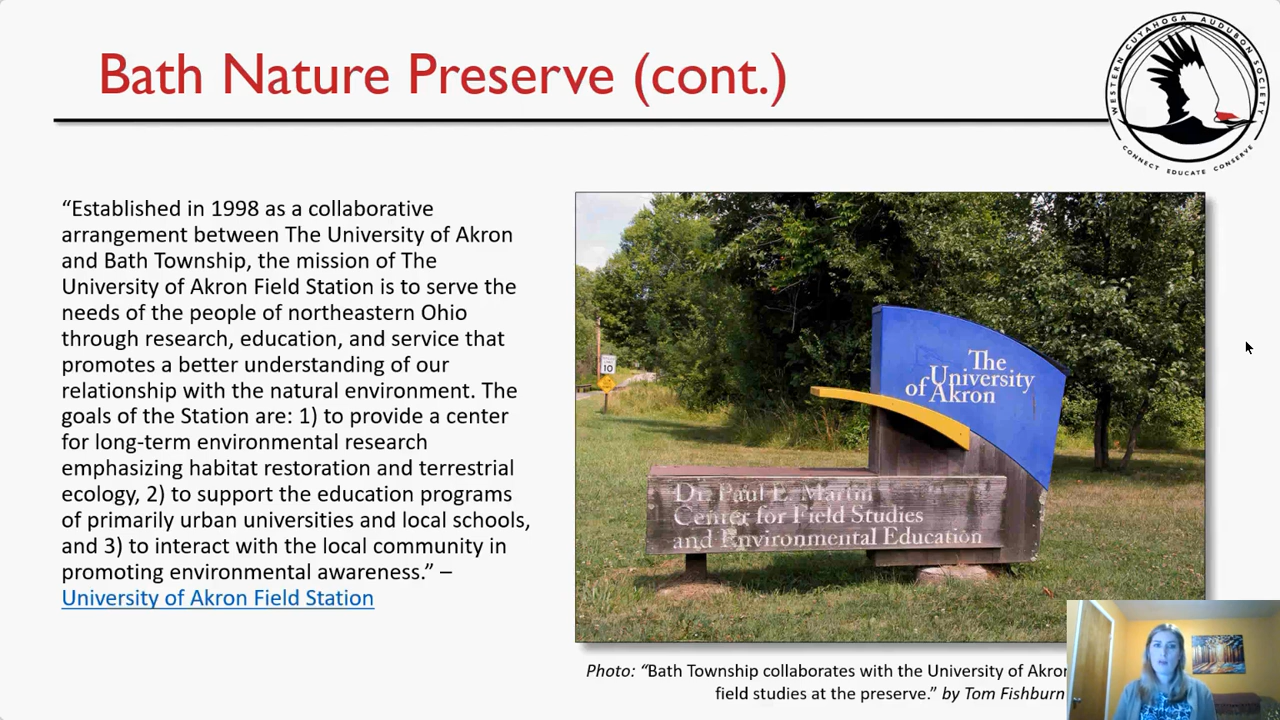 Bath Nature Preserve (cont.)
WESTERN CUYAHOGA AUDUBON SOCIETY
CONNECT EDUCATE CONSERVE
“Established in 1998 as a collaborative
arrangement between The University of Akron
and Bath Township, the mission of The
University of Akron Field Station is to serve the
needs of the people of northeastern Ohio
through research, education, and service that
promotes a better understanding of our
relationship with the natural environment. The
goals of the Station are: 1) to provide a center
for long-term environmental research
emphasizing habitat restoration and terrestrial
ecology, 2) to support the education programs
of primarily urban universities and local schools,
and 3) to interact with the local community in
promoting environmental awareness.” –
University of Akron Field Station
10
The
University
of Akron
Dr. Paul E. Martin
Center for Field Studies
and Environmental Education
Photo: “Bath Township collaborates with the University of Akron
field studies at the preserve.” by Tom Fishburn